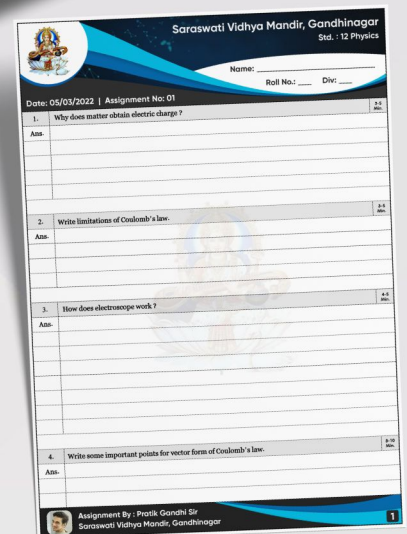 Saraswati Vidhya Mandir, Gandhinagar
Std. : 12 Physics
Name: ____________
Roll No.: ____ Div: ____
Date: 05/03/2022 | Assignment No: 01
1. Why does matter obtain electric charge ?
Ans.
2. Write limitations of Coulomb's law.
3-5 Min.
Ans.
3. How does electroscope work ?
4-5 Min.
Ans.
4. Write some important points for vector form of Coulomb's law.
8-10 Min.
Ans.
Assignment By : Pratik Gandhi Sir
Saraswati Vidhya Mandir, Gandhinagar
1